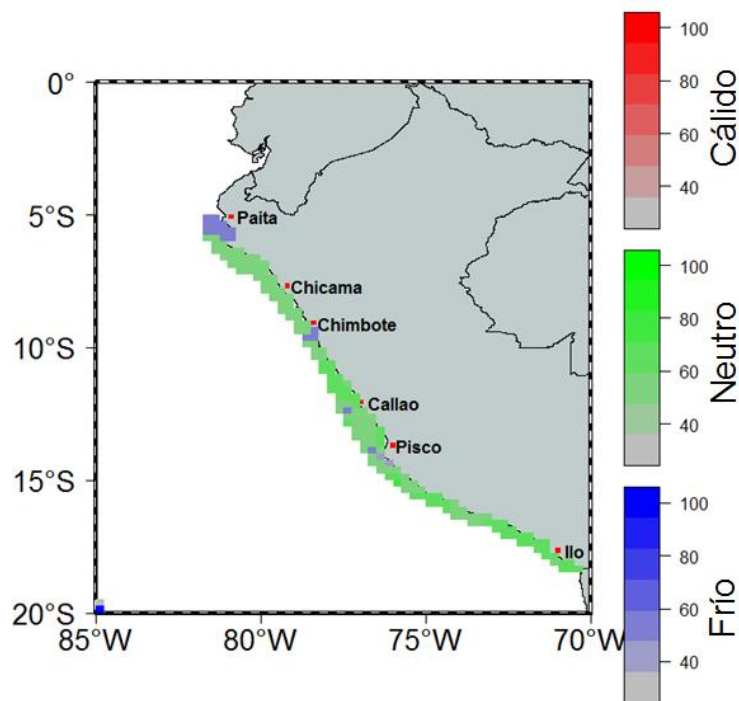 0°
5°S
10°S
15°S
20°S
85°W
80°W
75°W
70°W
Paita
Chicama
Chimbote
Callao
Pisco
Ilo
100
80
60
40
Cálido
100
80
60
40
Neutro
100
80
60
40
Frío